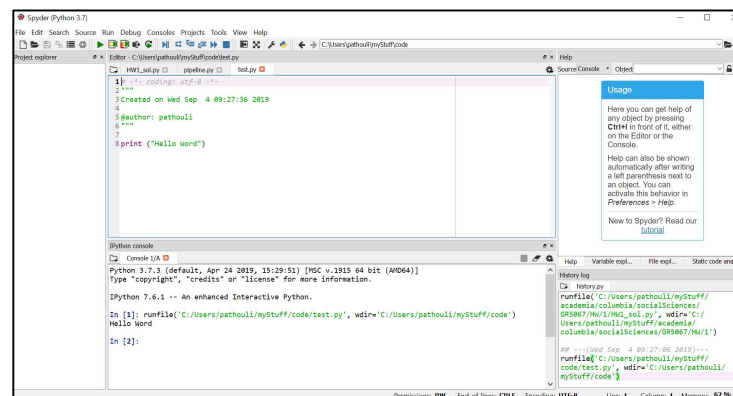 Spyder (Python 3.7)
File Edit Search Source Run Debug Consoles Projects Tools View Help
C:\Users\pathouli\myStuff\code
Project explorer
Editor - C:\Users\pathouli\myStuff\code\test.py
HW1_sol.py pipeline.py test.py
1 # -*- coding: utf-8 -*-
2 """
3 Created on Wed Sep  4 09:27:36 2019
4
5 @author: pathouli
6 """
7
8 print ("Hello Word")
IPython console
Console 1/A
Python 3.7.3 (default, Apr 24 2019, 15:29:51) [MSC v.1915 64 bit (AMD64)]
Type "copyright", "credits" or "license" for more information.
IPython 7.6.1 -- An enhanced Interactive Python.
In [1]: runfile('C:/Users/pathouli/myStuff/code/test.py', wdir='C:/Users/pathouli/myStuff/code')
Hello Word
In [2]:
Help
Source Console Object
Usage
Here you can get help of
any object by pressing
Ctrl+I in front of it, either
on the Editor or the
Console.
Help can also be shown
automatically after writing
a left parenthesis next to
an object. You can
activate this behavior in
Preferences > Help.
New to Spyder? Read our
tutorial
Help Variable expl... File expl... Static code ana
History log
history.py
runfile('C:/Users/pathouli/myStuff/
academia/columbia/socialSciences/
GR5067/HW/1/HW1_sol.py', wdir='C:/
Users/pathouli/myStuff/academia/
columbia/socialSciences/GR5067/HW/1')
## ---(Wed Sep  4 09:27:06 2019)---
runfile('C:/Users/pathouli/myStuff/
code/test.py', wdir='C:/Users/pathouli/
myStuff/code')
Permissions: RW End of lines: CRLF Encoding: UTF-8 Line: 1 Column: 1 Memory: 62 %